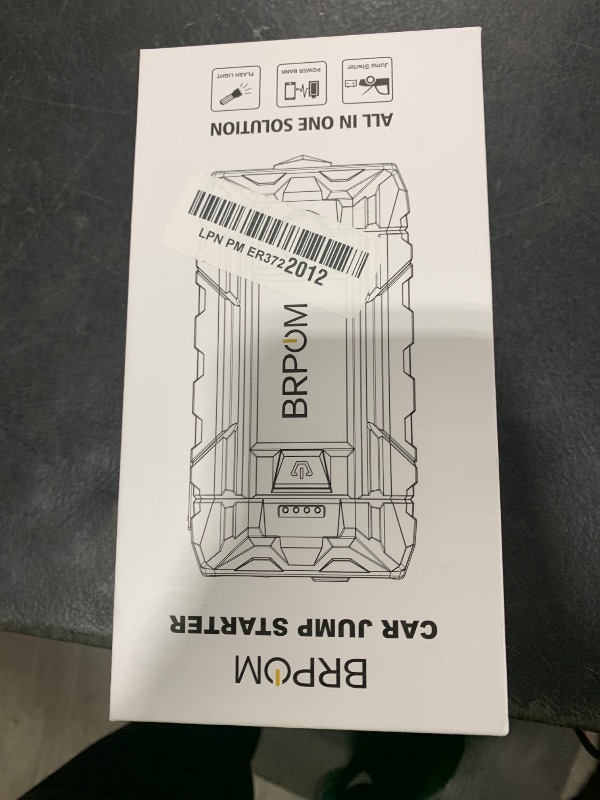 BRPOM
CAR JUMP STARTER
BRPOM
LPN PM ER3722012
ALL IN ONE SOLUTION
Jump Starter
POWER BANK
FLASH LIGHT